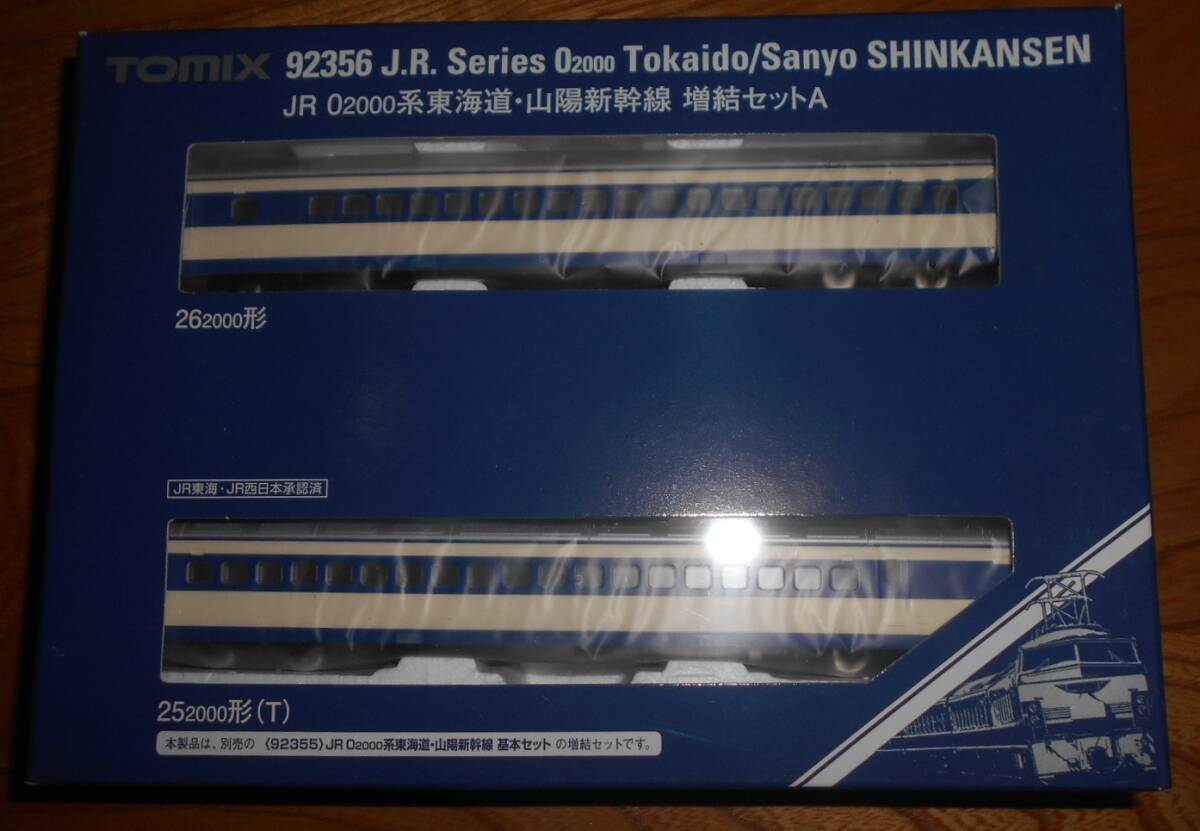 TOMIX 92356 J.R. Series 02000 Tokaido/Sanyo SHINKANSEN
JR 02000系東海道・山陽新幹線 増結セットA
262000形
JR東海・JR西日本承認済
252000形(T)
本製品は、別売の〈92355〉JR 02000系東海道・山陽新幹線 基本セット の増結セットです。